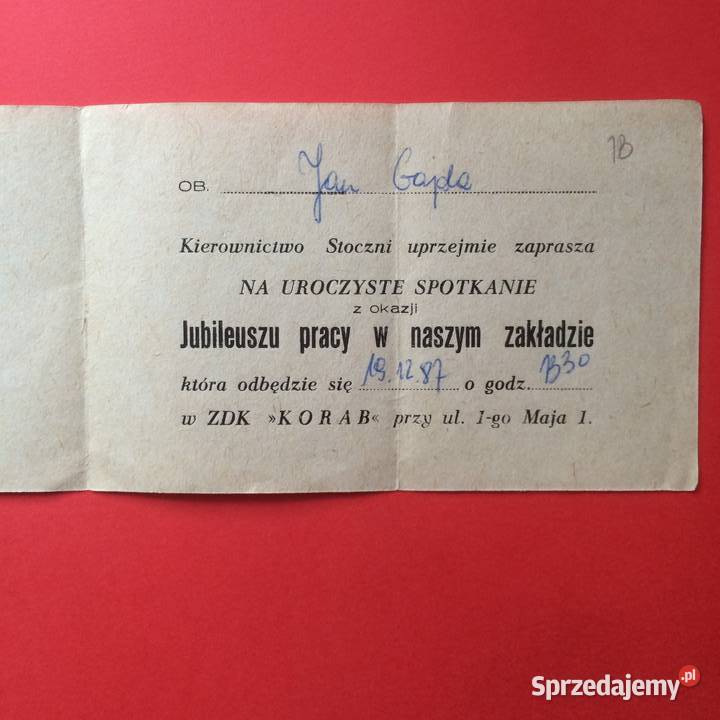 18
OB. Jan Gajda
Kierownictwo Stoczni uprzejmie zaprasza
NA UROCZYSTE SPOTKANIE
z okazji
Jubileuszu pracy w naszym zakładzie
która odbędzie się 19.12.87 o godz. 1330
w ZDK »KORAB« przy ul. 1-go Maja 1.
Sprzedajemy.pl